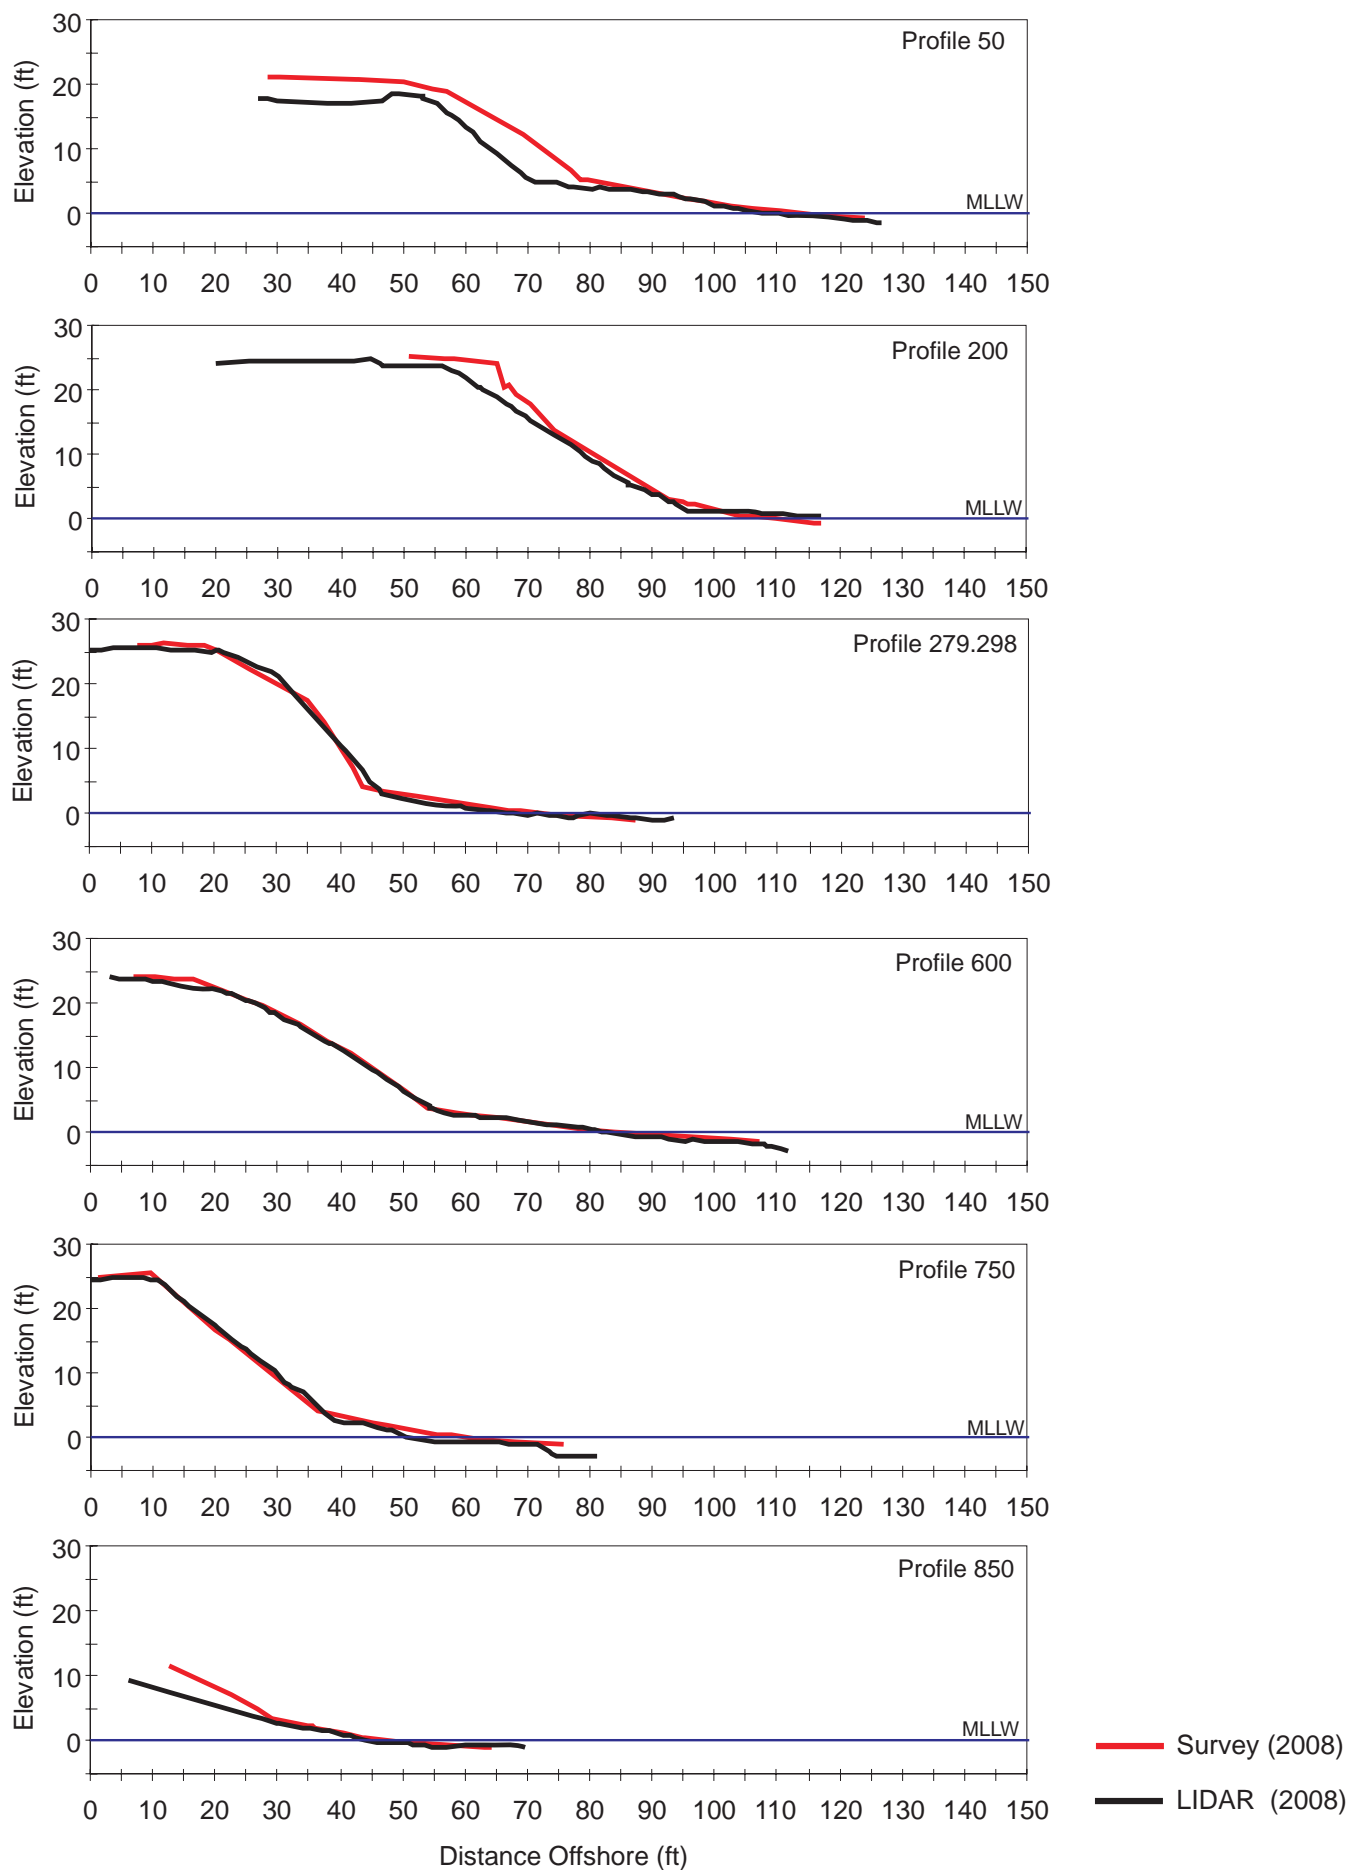 30
Profile 50
20
10
MLLW
0
Elevation (ft)
0 10 20 30 40 50 60 70 80 90 100 110 120 130 140 150
30
Profile 200
20
10
MLLW
0
Elevation (ft)
0 10 20 30 40 50 60 70 80 90 100 110 120 130 140 150
30
Profile 279.298
20
10
0
Elevation (ft)
0 10 20 30 40 50 60 70 80 90 100 110 120 130 140 150
30
Profile 600
20
10
MLLW
0
Elevation (ft)
0 10 20 30 40 50 60 70 80 90 100 110 120 130 140 150
30
Profile 750
20
10
MLLW
0
Elevation (ft)
0 10 20 30 40 50 60 70 80 90 100 110 120 130 140 150
30
Profile 850
20
10
MLLW
0
Elevation (ft)
0 10 20 30 40 50 60 70 80 90 100 110 120 130 140 150
Distance Offshore (ft)
Survey (2008)
LIDAR (2008)